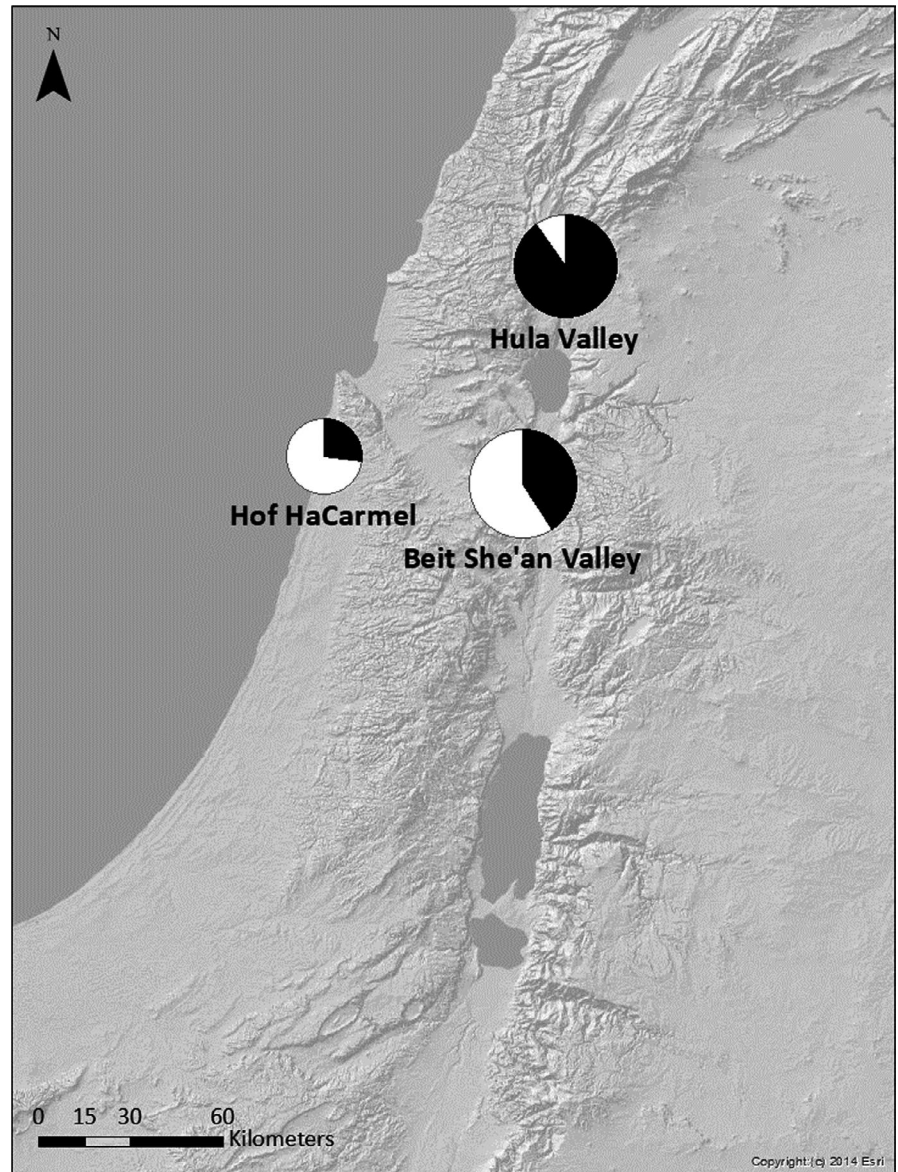 N
Hula Valley
Hof HaCarmel
Beit She'an Valley
0 15 30 60
Kilometers
Copyright:(c) 2014 Esri